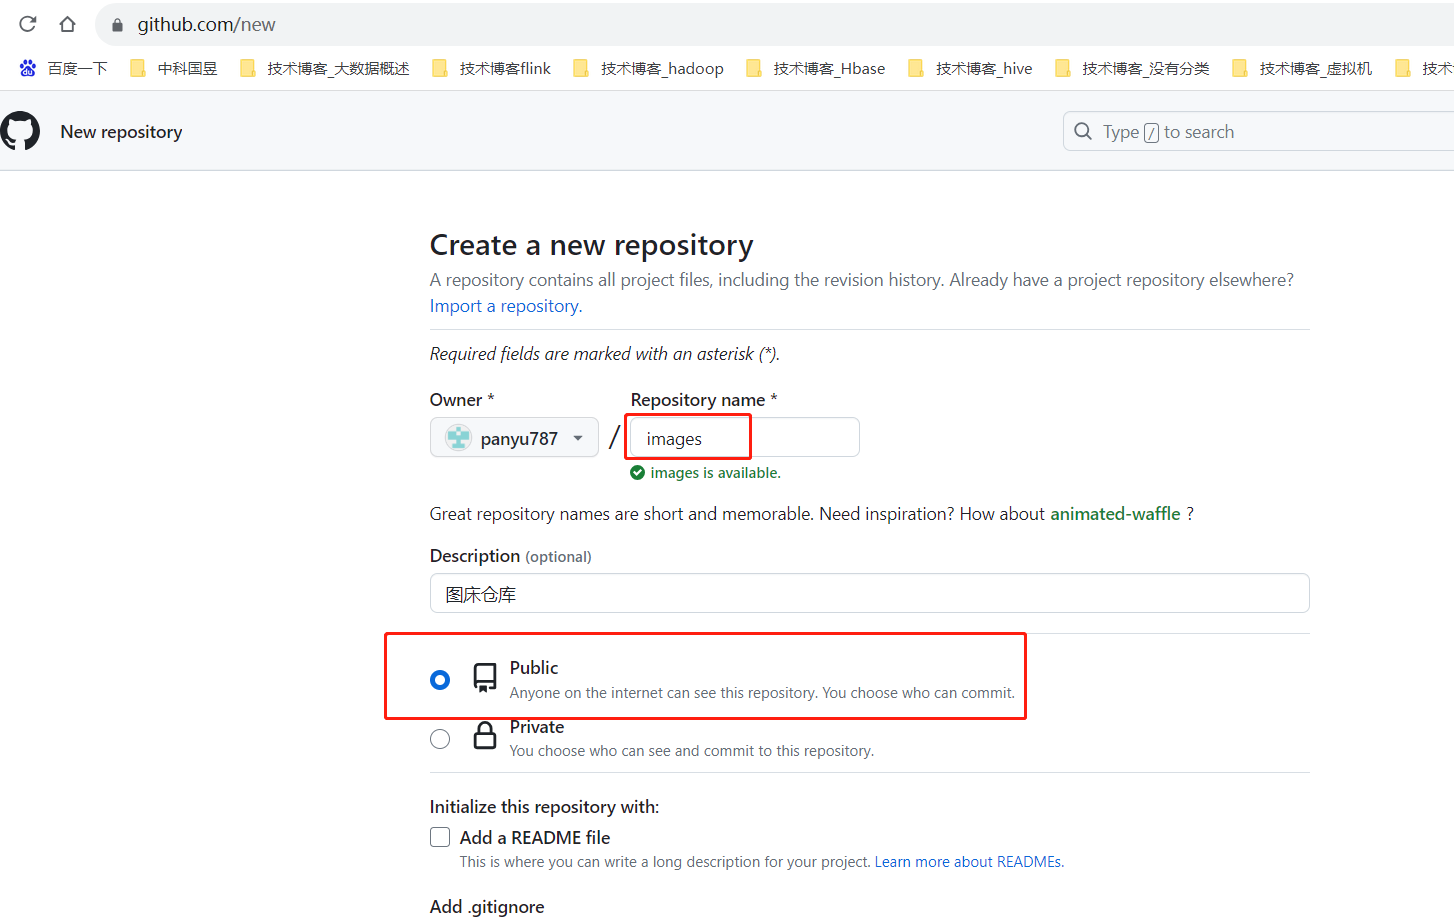 github.com/new
百度一下 中科国昱 技术博客_大数据概述 技术博客flink 技术博客_hadoop 技术博客_Hbase 技术博客_hive 技术博客_没有分类 技术博客_虚拟机 技术
New repository Type / to search
Create a new repository
A repository contains all project files, including the revision history. Already have a project repository elsewhere?
Import a repository.
Required fields are marked with an asterisk (*).
Owner * Repository name *
panyu787 / images
images is available.
Great repository names are short and memorable. Need inspiration? How about animated-waffle ?
Description (optional)
图床仓库
Public
Anyone on the internet can see this repository. You choose who can commit.
Private
You choose who can see and commit to this repository.
Initialize this repository with:
Add a README file
This is where you can write a long description for your project. Learn more about READMEs.
Add .gitignore